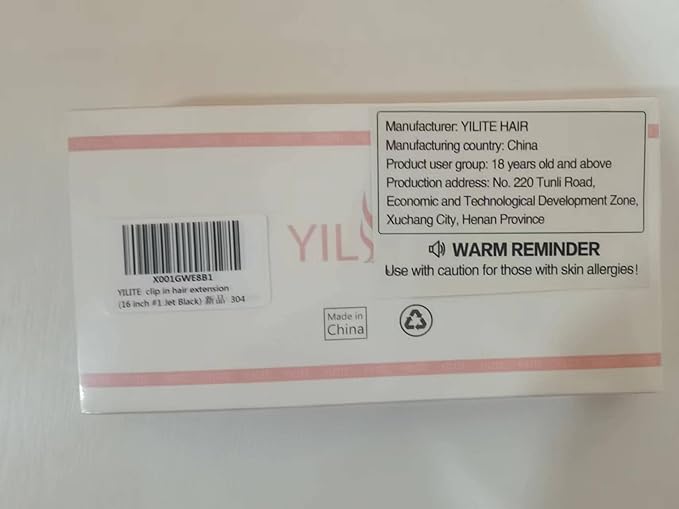 Manufacturer: YILITE HAIR
Manufacturing country: China
Product user group: 18 years old and above
Production address: No. 220 Tunli Road,
Economic and Technological Development Zone,
Xuchang City, Henan Province
WARM REMINDER
Use with caution for those with skin allergies!
YIL
X001GWE8B1
YILITE clip in hair extension
(16 inch #1 Jet Black) 新品 304
Made in
China